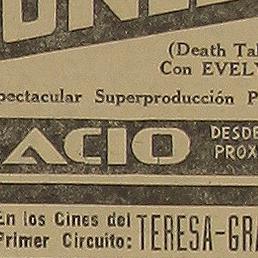 (Death Tal
Con EVELY
pectacular Superproducción P
ACIO DESDE
PROX
En los Cines del
Primer Circuito: TERESA-GRA